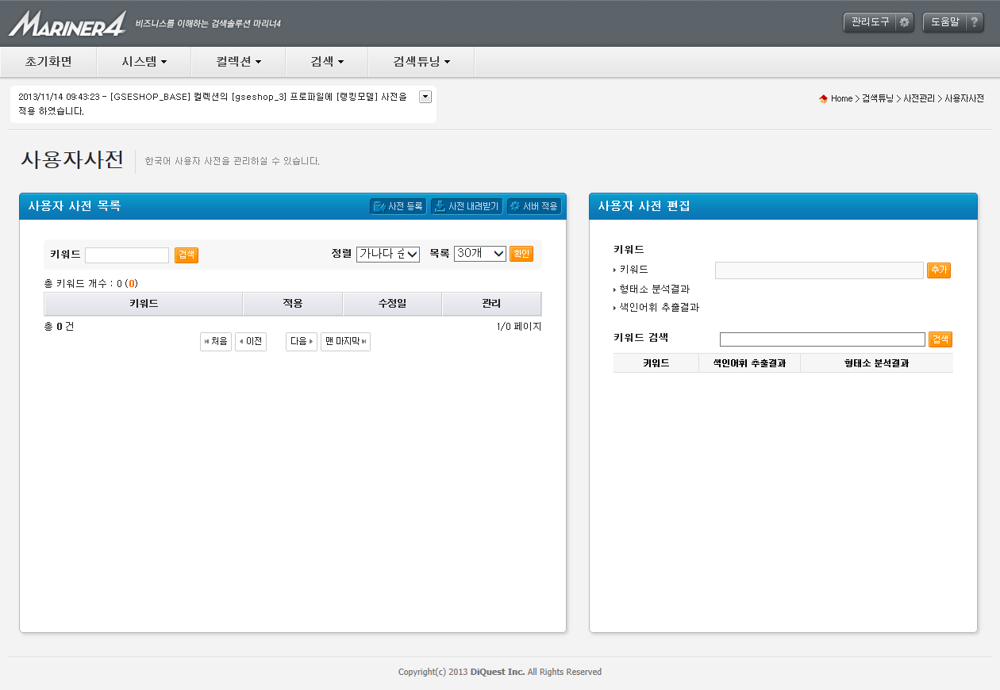 MARINER4 비즈니스를 이해하는 검색솔루션 마리너4 관리도구 도움말 ?
초기화면 시스템 컬렉션 검색 검색튜닝
2013/11/14 09:43:23 - [GSESHOP_BASE] 컬렉션의 [gseshop_3] 프로파일에 [랭킹모델] 사전을
적용 하였습니다.
Home > 검색튜닝 > 사전관리 > 사용자사전
사용자사전 한국어 사용자 사전을 관리하실 수 있습니다.
사용자 사전 목록 사전 등록 사전 내려받기 서버 적용
키워드 검색 정렬 가나다 순 목록 30개 확인
총 키워드 개수 : 0 (0)
키워드 적용 수정일 관리
총 0 건 1/0 페이지
처음 이전 다음 맨 마지막
사용자 사전 편집
키워드
키워드 추가
형태소 분석결과
색인어휘 추출결과
키워드 검색 검색
키워드 색인어휘 추출결과 형태소 분석결과
Copyright(c) 2013 DiQuest Inc. All Rights Reserved